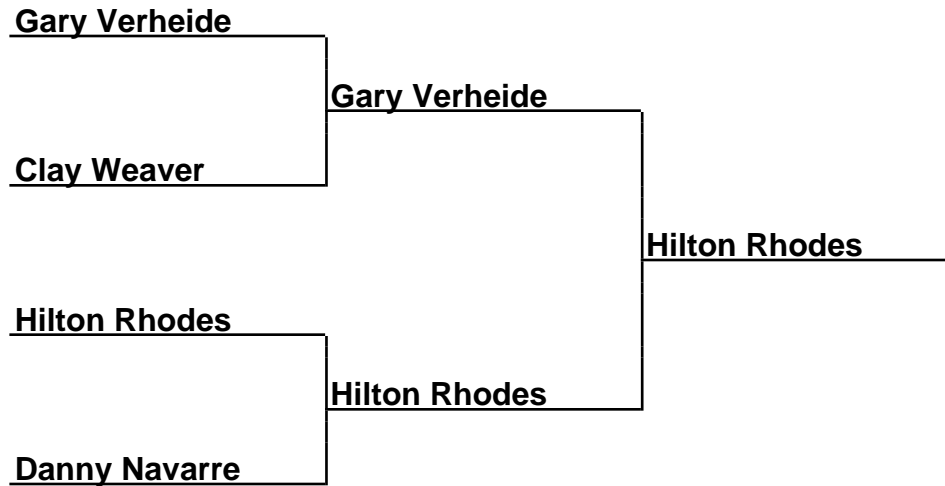 Gary Verheide
Gary Verheide
Clay Weaver
Hilton Rhodes
Hilton Rhodes
Hilton Rhodes
Danny Navarre